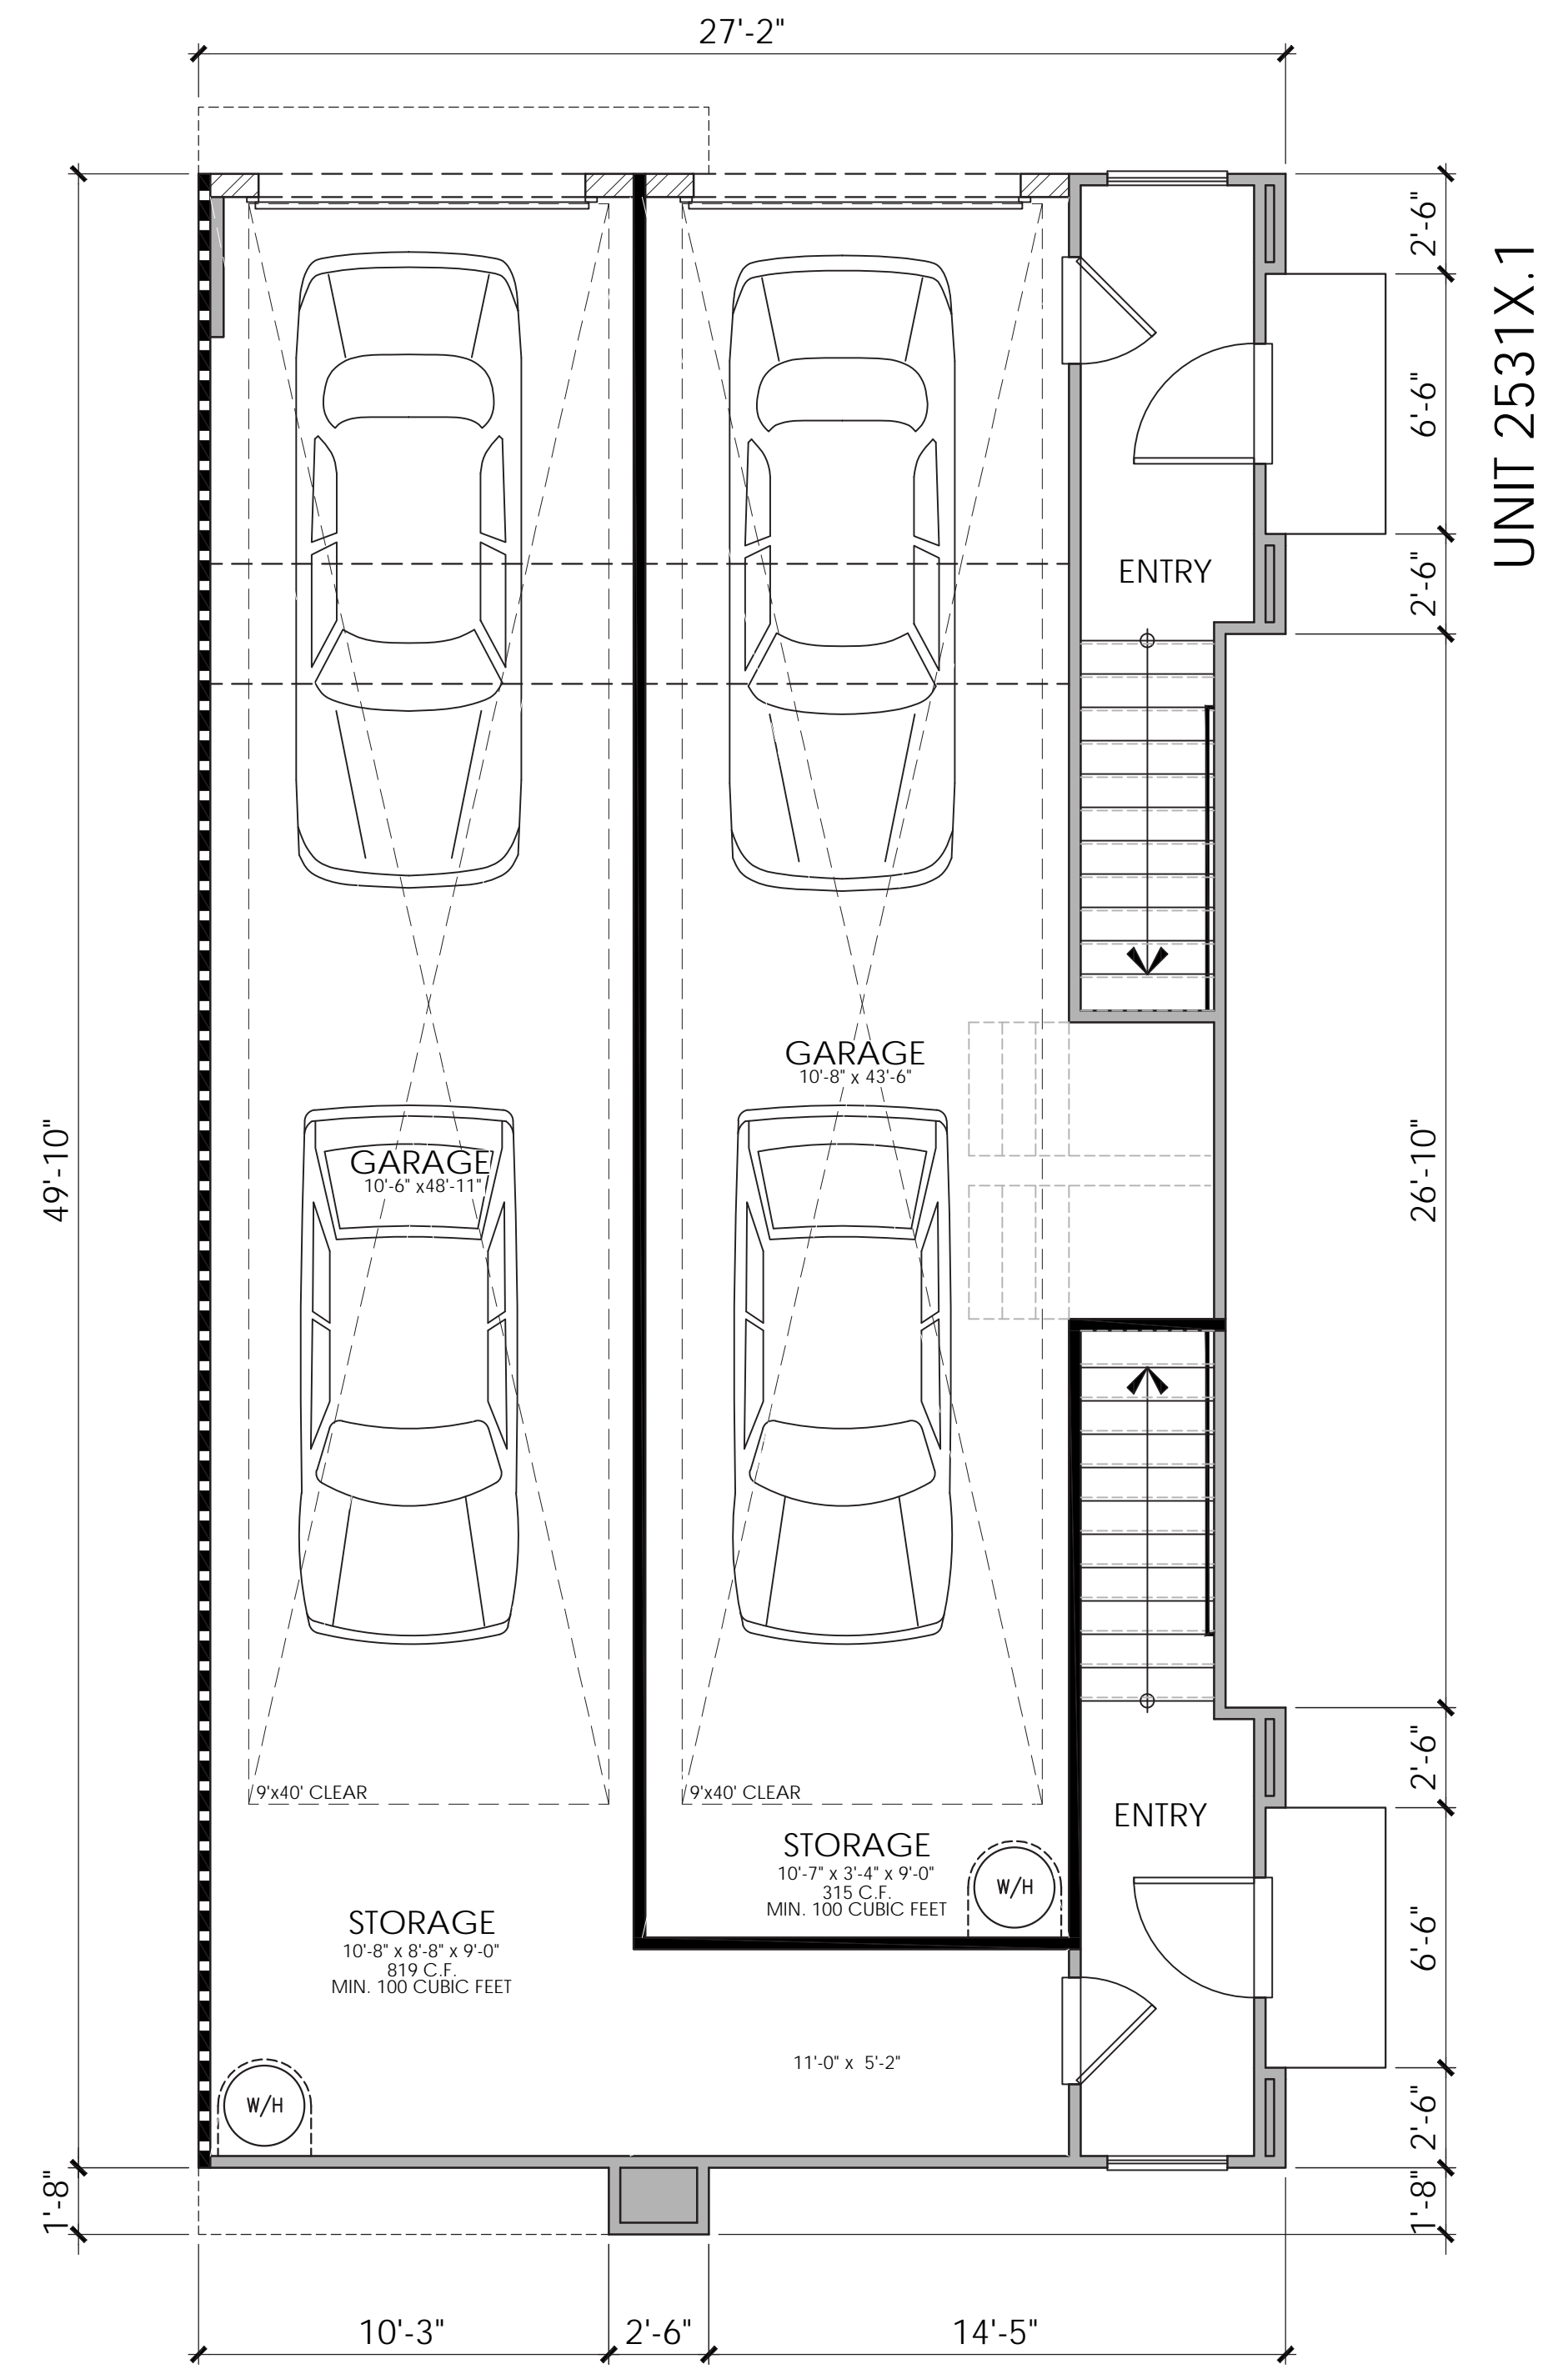 27'-2"
2'-6"
UNIT 2531X.1
6'-6"
ENTRY
2'-6"
GARAGE
10'-8" x 43'-6"
49'-10"
GARAGE
10'-6" x48'-11"
26'-10"
9'x40' CLEAR
9'x40' CLEAR
2'-6"
ENTRY
STORAGE
10'-7" x 3'-4" x 9'-0"
315 C.F.
MIN. 100 CUBIC FEET
W/H
STORAGE
10'-8" x 8'-8" x 9'-0"
819 C.F.
MIN. 100 CUBIC FEET
6'-6"
11'-0" x  5'-2"
W/H
2'-6"
1'-8"
1'-8"
10'-3"
2'-6"
14'-5"